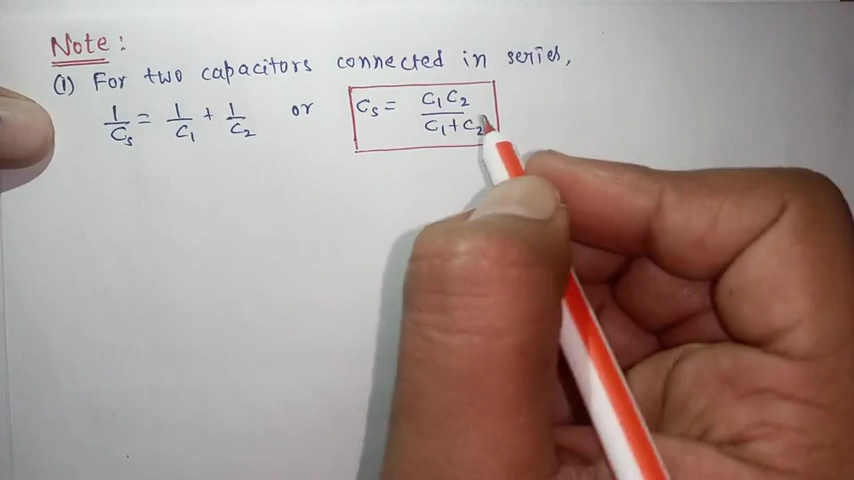 Note:
(1) For two capacitors connected in series,
1/Cs = 1/C1 + 1/C2 or Cs = C1C2/C1+C2